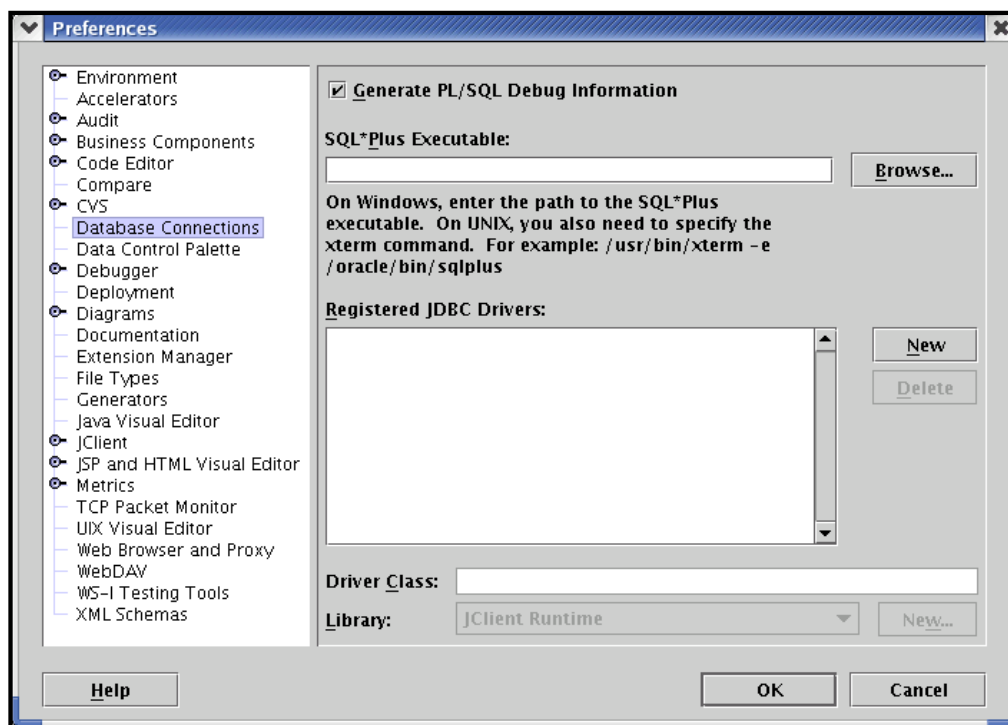 Preferences
Environment
Accelerators
Audit
Business Components
Code Editor
Compare
CVS
Database Connections
Data Control Palette
Debugger
Deployment
Diagrams
Documentation
Extension Manager
File Types
Generators
Java Visual Editor
JClient
JSP and HTML Visual Editor
Metrics
TCP Packet Monitor
UIX Visual Editor
Web Browser and Proxy
WebDAV
WS-I Testing Tools
XML Schemas
Generate PL/SQL Debug Information
SQL*Plus Executable:
Browse...
On Windows, enter the path to the SQL*Plus
executable. On UNIX, you also need to specify the
xterm command. For example: /usr/bin/xterm -e
/oracle/bin/sqlplus
Registered JDBC Drivers:
New
Delete
Driver Class:
Library:
JClient Runtime
New...
Help
OK
Cancel